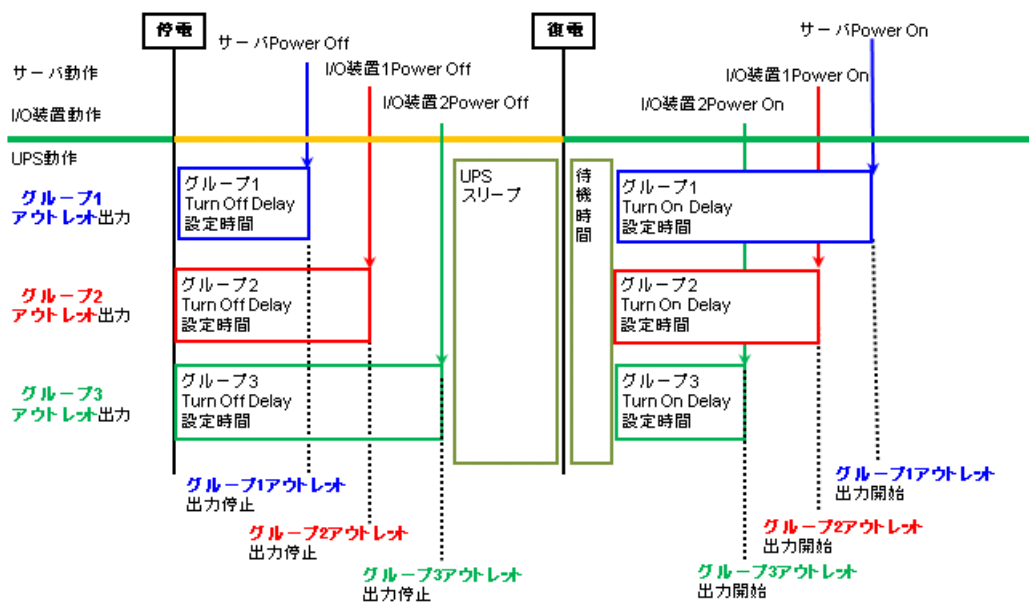 停電
復電
サーバPower Off
サーバPower On
サーバ動作
I/O装置1Power Off
I/O装置1Power On
I/O装置2Power Off
I/O装置2Power On
I/O装置動作
UPS動作
グループ1
アウトレット出力
グループ1
Turn Off Delay
設定時間
UPS
スリープ
待機時間
グループ1
Turn On Delay
設定時間
グループ2
アウトレット出力
グループ2
Turn Off Delay
設定時間
グループ2
Turn On Delay
設定時間
グループ3
アウトレット出力
グループ3
Turn Off Delay
設定時間
グループ3
Turn On Delay
設定時間
グループ1アウトレット
出力停止
グループ1アウトレット
出力開始
グループ2アウトレット
出力停止
グループ2アウトレット
出力開始
グループ3アウトレット
出力停止
グループ3アウトレット
出力開始